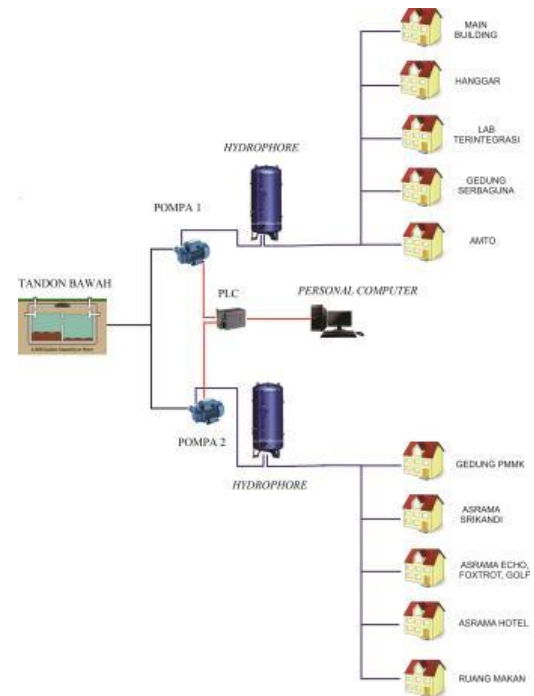 MAIN
BUILDING
HANGGAR
HYDROPHORE
LAB
TERINTEGRASI
POMPA 1
GEDUNG
SERBAGUNA
AMTO
TANDON BAWAH
PLC
PERSONAL COMPUTER
POMPA 2
HYDROPHORE
GEDUNG PMMK
ASRAMA
SRIKANDI
ASRAMA ECHO,
FOXTROT, GOLF
ASRAMA HOTEL
RUANG MAKAN